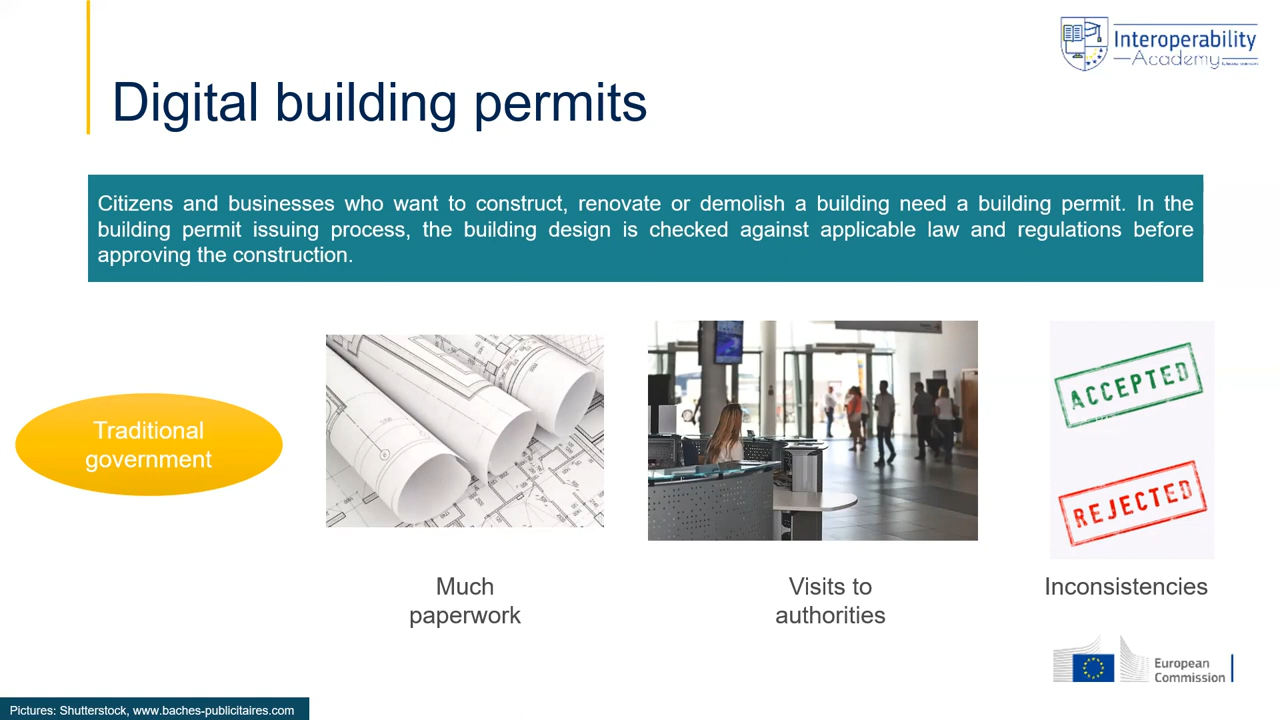 Interoperability
Academy
Digital building permits
Citizens and businesses who want to construct, renovate or demolish a building need a building permit. In the
building permit issuing process, the building design is checked against applicable law and regulations before
approving the construction.
Traditional
government
ACCEPTED
REJECTED
Much
paperwork
Visits to
authorities
Inconsistencies
European
Commission
Pictures: Shutterstock, www.baches-publicitaires.com